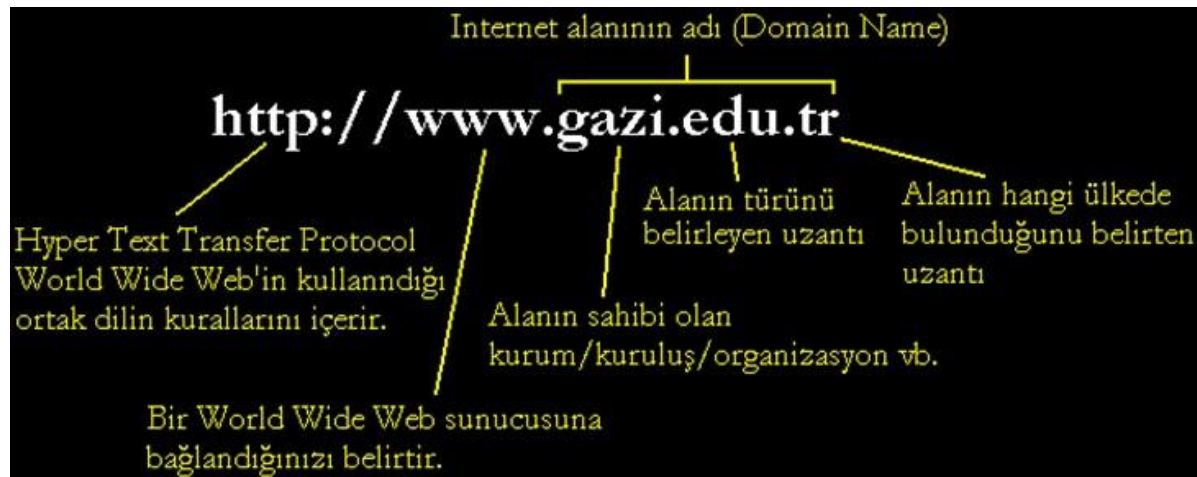 Internet alanının adı (Domain Name)
http://www.gazi.edu.tr
Hyper Text Transfer Protocol
World Wide Web'in kullanndığı
ortak dilin kurallarını içerir.
Bir World Wide Web sunucusuna
bağlandığınızı belirtir.
Alanın sahibi olan
kurum/kuruluş/organizasyon vb.
Alanın türünü
belirleyen uzantı
Alanın hangi ülkede
bulunduğunu belirten
uzantı